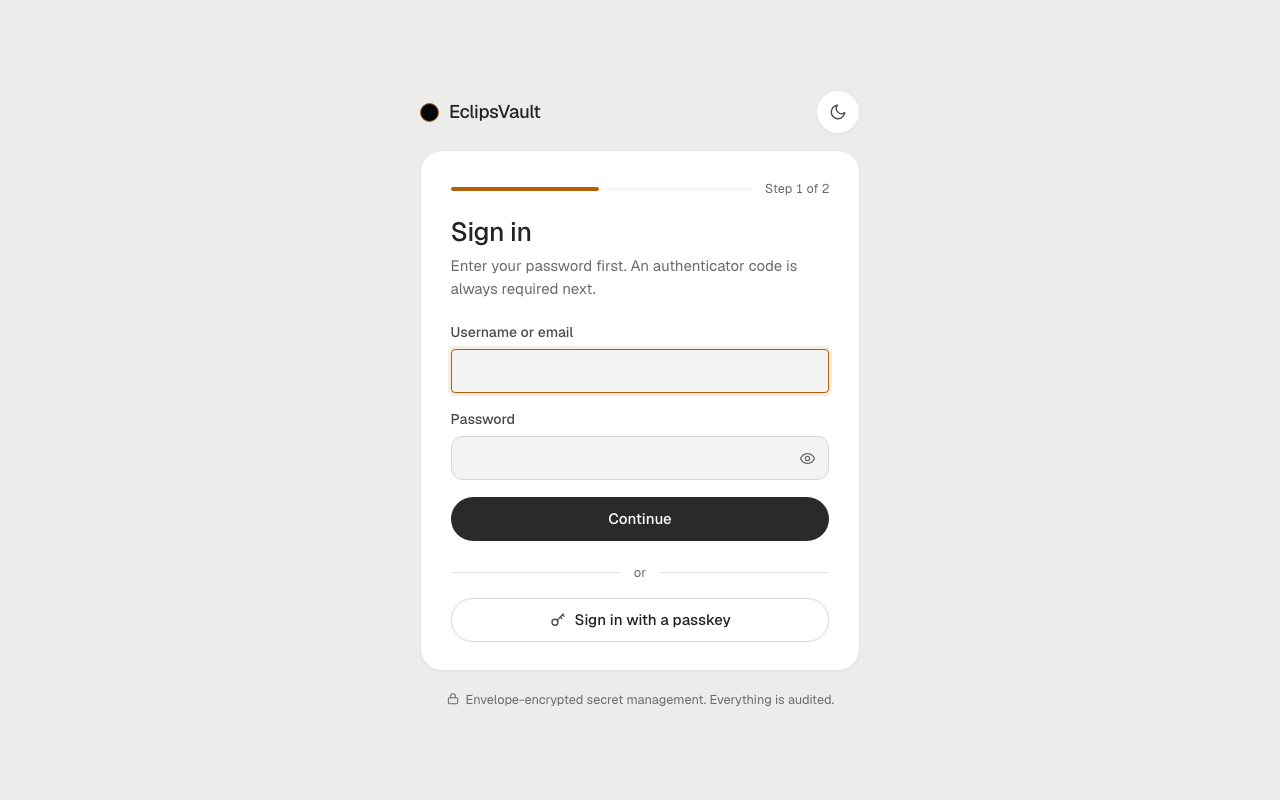 EclipsVault
Step 1 of 2
Sign in
Enter your password first. An authenticator code is
always required next.
Username or email
Password
Continue
or
Sign in with a passkey
Envelope-encrypted secret management. Everything is audited.